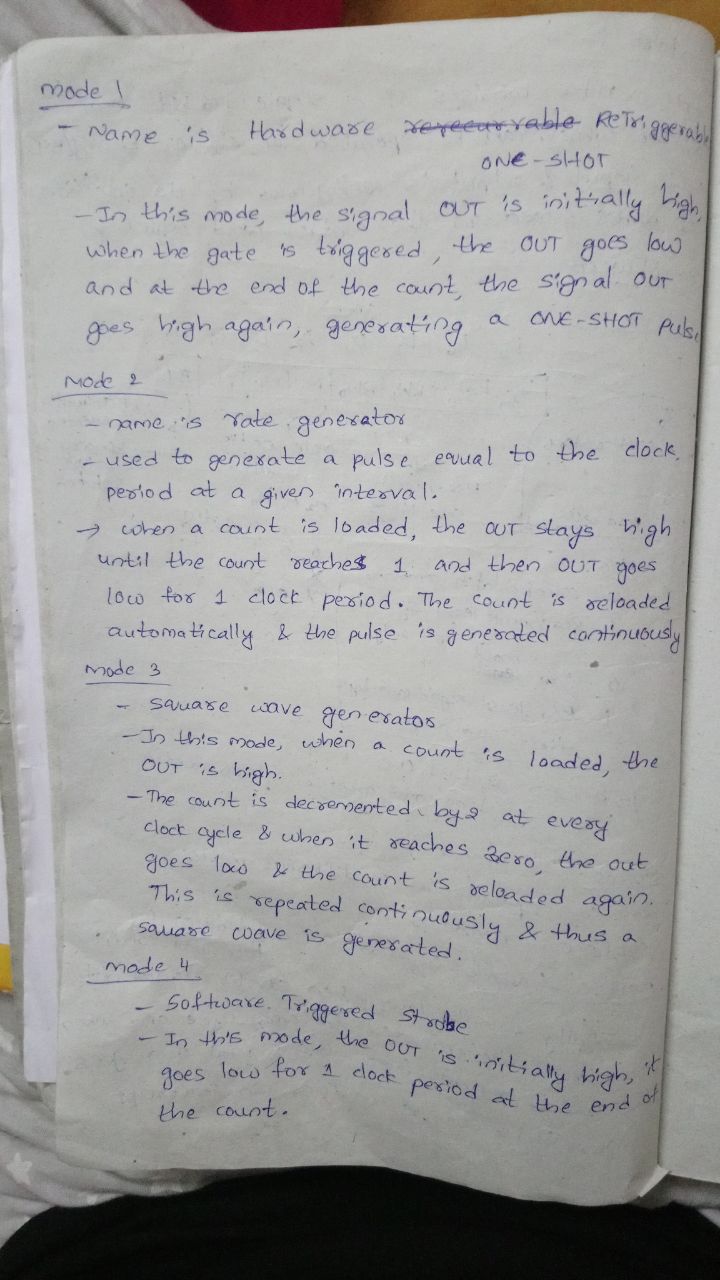 Mode 1
- Name is Hardware rereeurrable ReTriggerabl
ONE-SHOT
- In this mode, the signal OUT is initially high,
when the gate is triggered, the OUT goes low
and at the end of the count, the signal OUT
goes high again, generating a ONE-SHOT puls
Mode 2
- name is rate generator
- used to generate a pulse equal to the clock
period at a given interval.
→ when a count is loaded, the OUT stays high
until the count reaches 1 and then OUT goes
low for 1 clock period. The count is reloaded
automatically & the pulse is generated continuously
Mode 3
- square wave generator
- In this mode, when a count is loaded, the
OUT is high.
- The count is decremented by 2 at every
clock cycle & when it reaches zero, the out
goes low & the count is reloaded again.
This is repeated continuously & thus a
square wave is generated.
mode 4
- Software Triggered Strobe
- In this mode, the OUT is initially high, it
goes low for 1 clock period at the end of
the count.